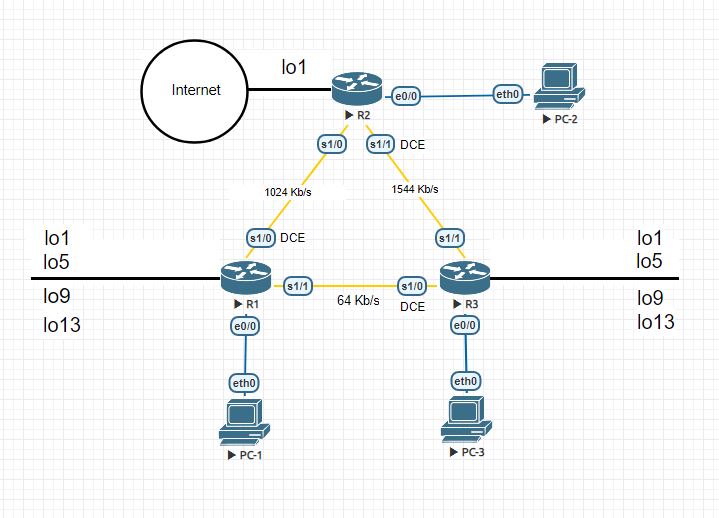 Internet
lo1
R2
e0/0
eth0
PC-2
s1/0
s1/1 DCE
1024 Kb/s
1544 Kb/s
lo1
lo5
s1/0 DCE
s1/1
lo1
lo5
lo9
lo13
R1
s1/1
64 Kb/s
s1/0
DCE
R3
lo9
lo13
e0/0
e0/0
eth0
eth0
PC-1
PC-3